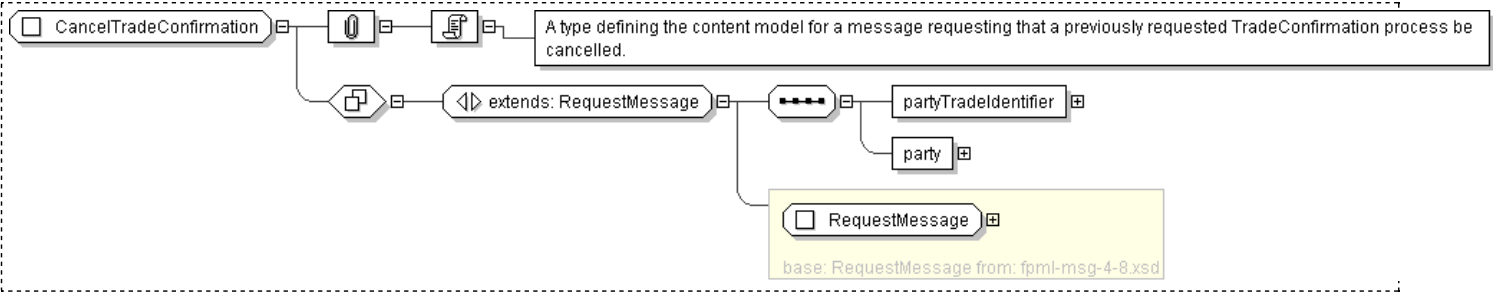 CancelTradeConfirmation
A type defining the content model for a message requesting that a previously requested TradeConfirmation process be
cancelled.
extends: RequestMessage
partyTradeIdentifier
party
RequestMessage
base: RequestMessage from: fpml-msg-4-8.xsd